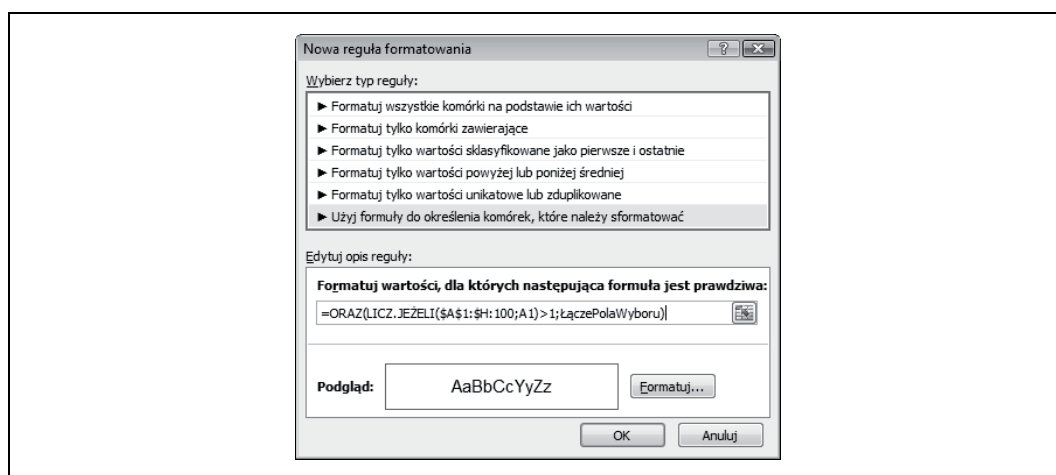 Nowa reguła formatowania
Wybierz typ reguły:
► Formatuj wszystkie komórki na podstawie ich wartości
► Formatuj tylko komórki zawierające
► Formatuj tylko wartości sklasyfikowane jako pierwsze i ostatnie
► Formatuj tylko wartości powyżej lub poniżej średniej
► Formatuj tylko wartości unikatowe lub zduplikowane
► Użyj formuły do określenia komórek, które należy sformatować
Edytuj opis reguły:
Formatuj wartości, dla których następująca formuła jest prawdziwa:
=ORAZ(LICZ.JEŻELI($A$1:$H:100;A1)>1;ŁączePolaWyboru)
Podgląd: AaBbCcYyZz Formatuj...
OK Anuluj